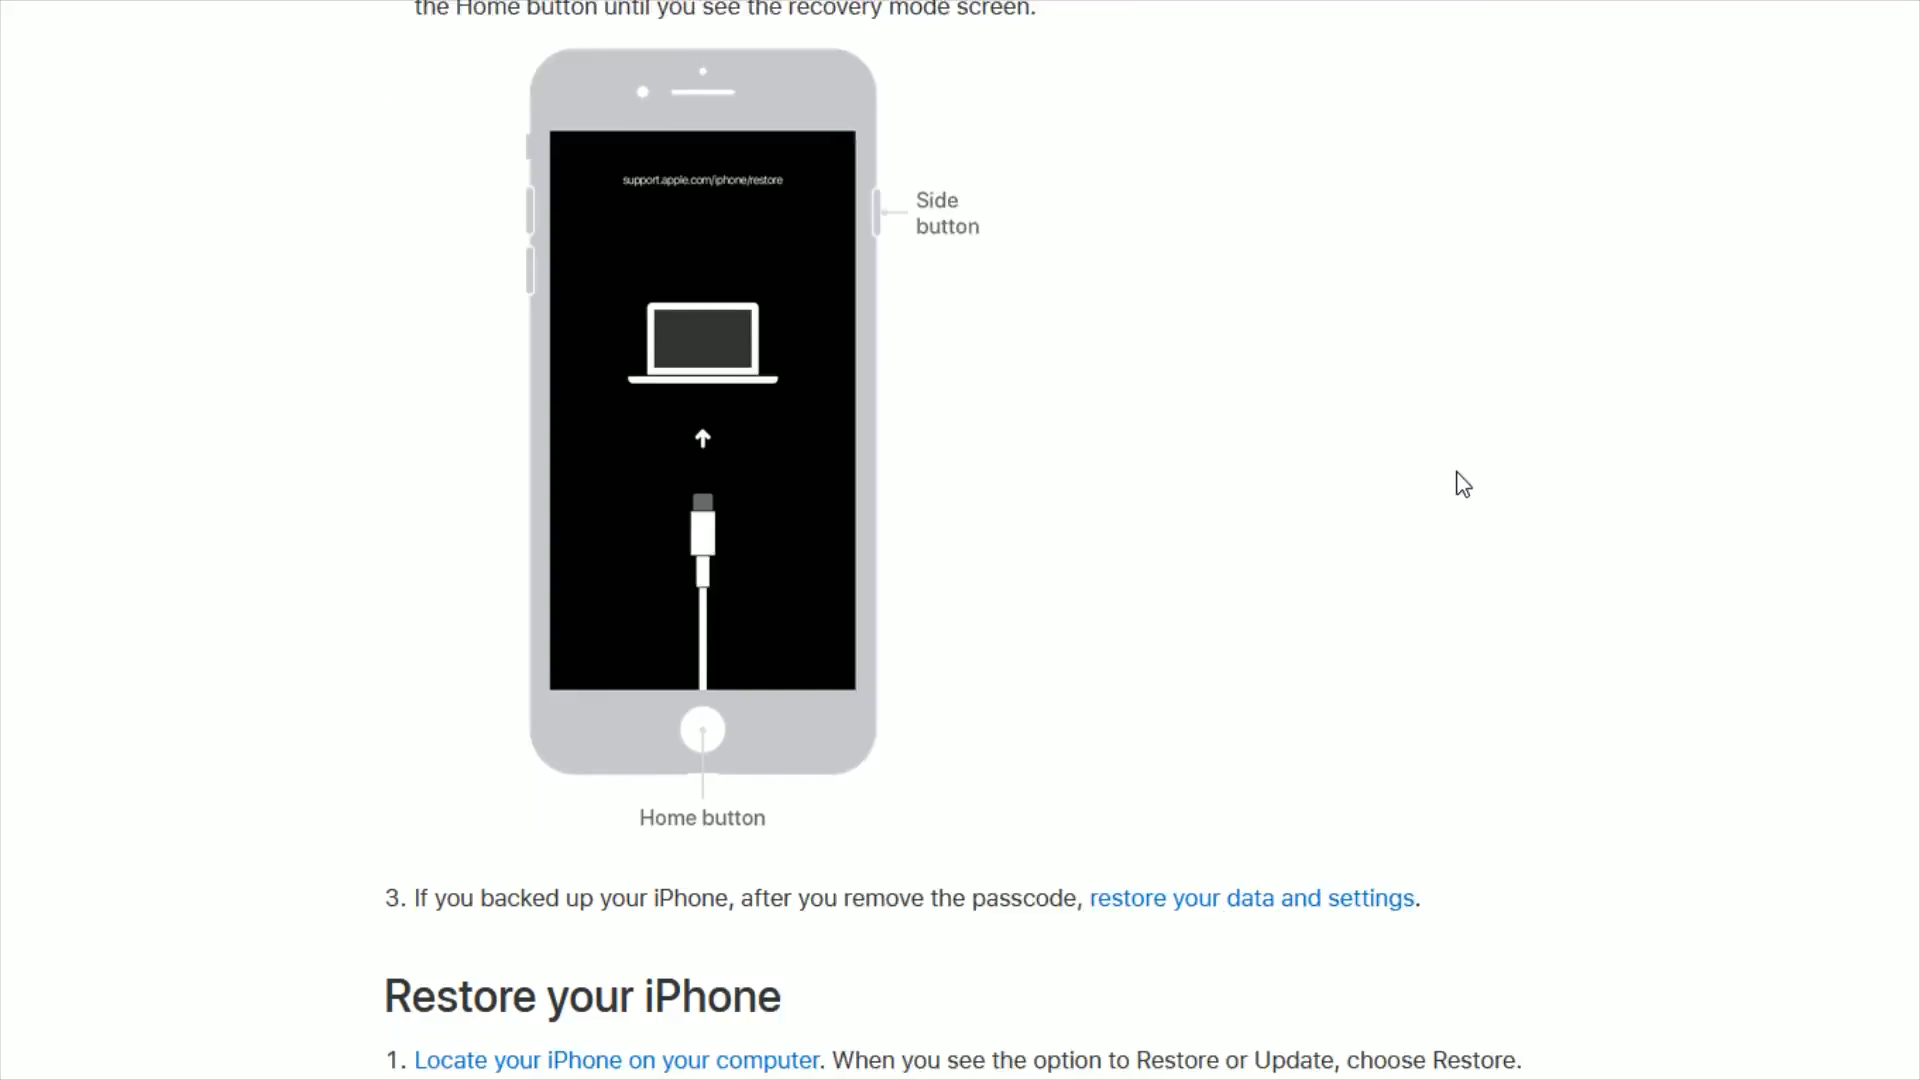 the Home button until you see the recovery mode screen.
support.apple.com/iphone/restore
Side
button
Home button
3. If you backed up your iPhone, after you remove the passcode, restore your data and settings.
Restore your iPhone
1. Locate your iPhone on your computer. When you see the option to Restore or Update, choose Restore.